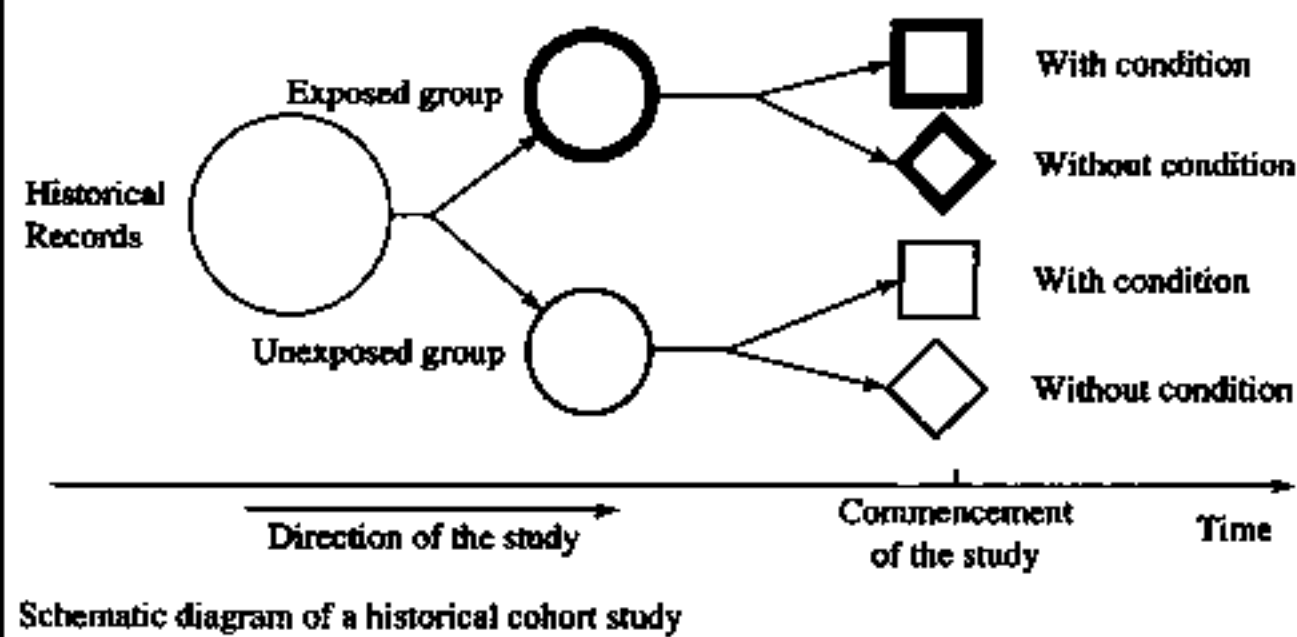 Exposed group
With condition
Without condition
Historical
Records
Unexposed group
With condition
Without condition
Direction of the study
Commencement
of the study
Time
Schematic diagram of a historical cohort study